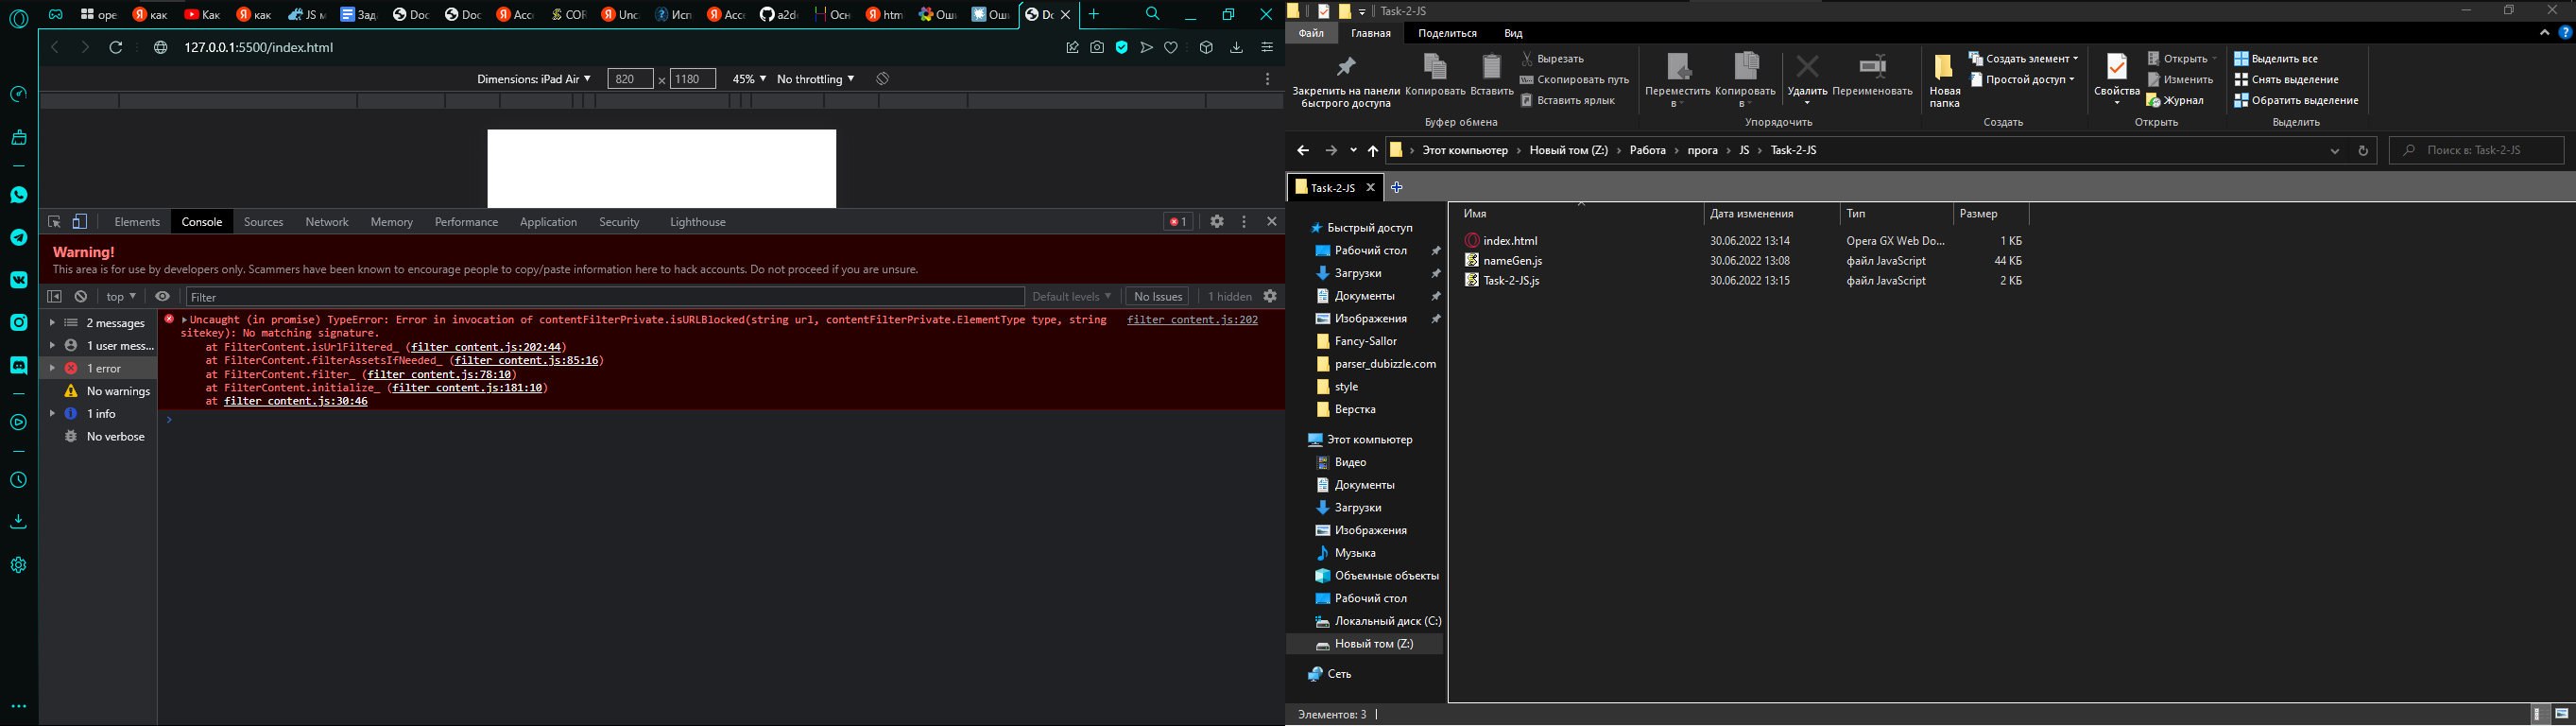 ope
как
Как
как
JS м
Зад
Doc
Doc
Acce
COR
Unca
Исп
Acce
a2d
Осн
html
Оши
Оши
Do
127.0.0.1:5500/index.html
Dimensions: iPad Air
820 x 1180
45%
No throttling
Elements
Console
Sources
Network
Memory
Performance
Application
Security
Lighthouse
1
Warning!
This area is for use by developers only. Scammers have been known to encourage people to copy/paste information here to hack accounts. Do not proceed if you are unsure.
top
Filter
Default levels
No Issues
1 hidden
2 messages
1 user mess...
1 error
No warnings
1 info
No verbose
Uncaught (in promise) TypeError: Error in invocation of contentFilterPrivate.isURLBlocked(string url, contentFilterPrivate.ElementType type, string
filter_content.js:202
sitekey): No matching signature.
at FilterContent.isUrlFiltered_ (filter_content.js:202:44)
at FilterContent.filterAssetsIfNeeded_ (filter_content.js:85:16)
at FilterContent.filter_ (filter_content.js:78:10)
at FilterContent.initialize_ (filter_content.js:181:10)
at filter_content.js:30:46
Task-2-JS
Файл
Главная
Поделиться
Вид
Закрепить на панели
быстрого доступа
Копировать
Вставить
Вырезать
Скопировать путь
Вставить ярлык
Буфер обмена
Переместить
в
Копировать
в
Удалить
Переименовать
Упорядочить
Новая
папка
Создать элемент
Простой доступ
Создать
Свойства
Открыть
Изменить
Журнал
Открыть
Выделить все
Снять выделение
Обратить выделение
Выделить
Этот компьютер
Новый том (Z:)
Работа
прога
JS
Task-2-JS
Поиск в: Task-2-JS
Task-2-JS
Быстрый доступ
Рабочий стол
Загрузки
Документы
Изображения
Fancy-Sallor
parser_dubizzle.com
style
Верстка
Этот компьютер
Видео
Документы
Загрузки
Изображения
Музыка
Объемные объекты
Рабочий стол
Локальный диск (C:)
Новый том (Z:)
Сеть
Имя
Дата изменения
Тип
Размер
index.html
30.06.2022 13:14
Opera GX Web Do...
1 КБ
nameGen.js
30.06.2022 13:08
файл JavaScript
44 КБ
Task-2-JS.js
30.06.2022 13:15
файл JavaScript
2 КБ
Элементов: 3